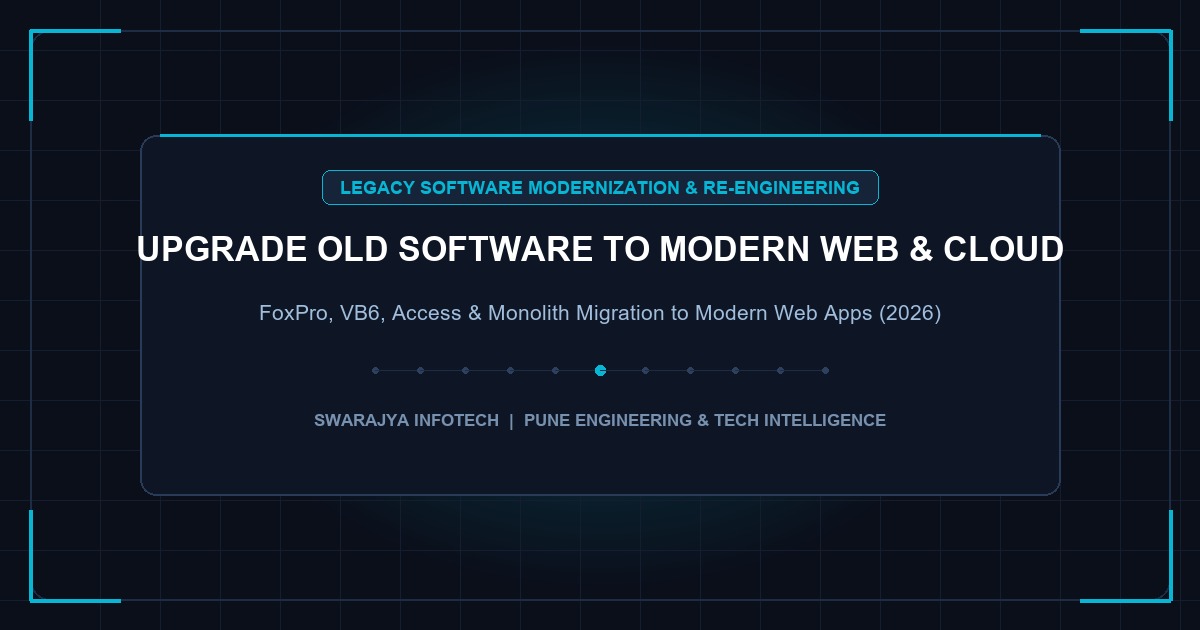 LEGACY SOFTWARE MODERNIZATION & RE-ENGINEERING
UPGRADE OLD SOFTWARE TO MODERN WEB & CLOUD
FoxPro, VB6, Access & Monolith Migration to Modern Web Apps (2026)
SWARAJYA INFOTECH | PUNE ENGINEERING & TECH INTELLIGENCE